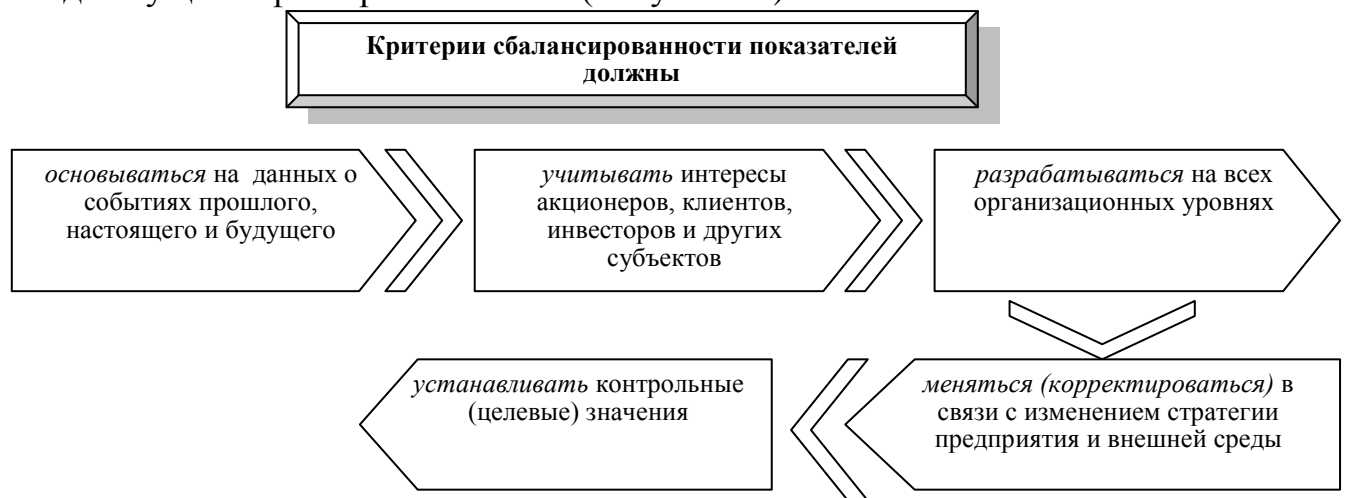 Критерии сбалансированности показателей
должны
основываться на данных о
событиях прошлого,
настоящего и будущего
учитывать интересы
акционеров, клиентов,
инвесторов и других
субъектов
разрабатываться на всех
организационных уровнях
меняться (корректироваться) в
связи с изменением стратегии
предприятия и внешней среды
устанавливать контрольные
(целевые) значения